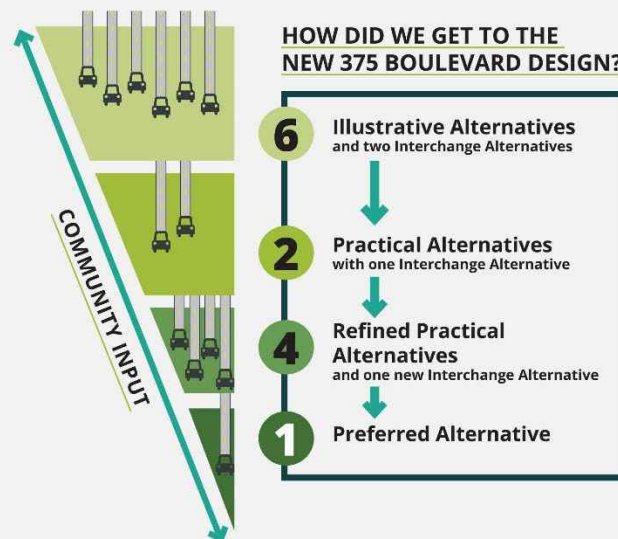 HOW DID WE GET TO THE
NEW 375 BOULEVARD DESIGN?
6
Illustrative Alternatives
and two Interchange Alternatives
2
Practical Alternatives
with one Interchange Alternative
4
Refined Practical
Alternatives
and one new Interchange Alternative
1
Preferred Alternative
COMMUNITY INPUT